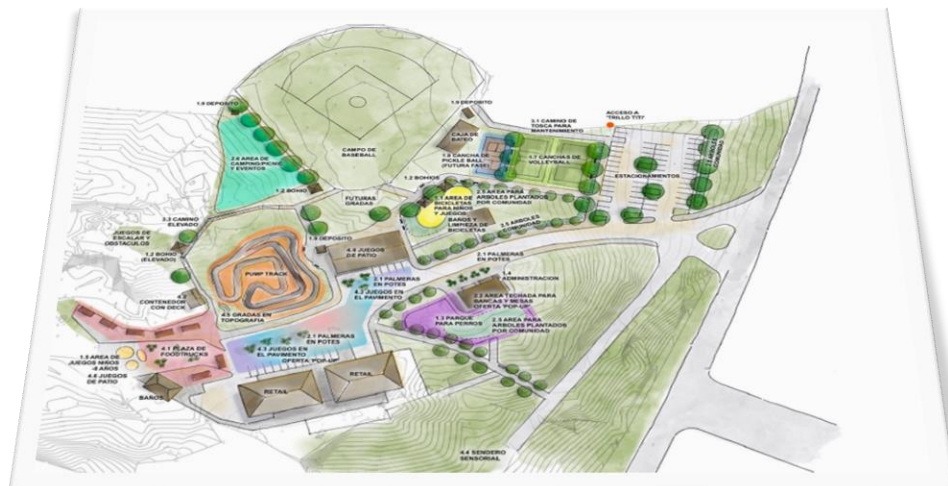 1.9 DEPOSITO
CAMPO DE
BASEBALL
1.9 DEPOSITO
CAJA DE
BATEO
1.6 CANCHA DE
PICKLE BALL
(FUTURA FASE)
3.1 CAMINO DE
TOSCA PARA
MANTENIMIENTO
ACCESO A
"TRILLO TITI"
1.7 CANCHAS DE
VOLLEYBALL
ESTACIONAMIENTOS
2.6 AREA DE
CAMPING/PICNIC
Y EVENTOS
1.2 BOHIO
1.2 BOHIOS
FUTURAS
GRADAS
1.1 AREA DE
BICICLETAS
PARA NIÑOS
Y JUEGOS
BAÑOS Y
LIMPIEZA DE
BICICLETAS
2.5 AREA PARA
ARBOLES PLANTADOS
POR COMUNIDAD
2.5 ARBOLES
COMUNIDAD
3.3 CAMINO
ELEVADO
JUEGOS DE
ESCALAR Y
OBSTACULOS
1.2 BOHIO
(ELEVADO)
CONTENEDOR
CON DECK
1.9 DEPOSITO
4.6 JUEGOS
DE PATIO
PUMP TRACK
4.5 GRADAS EN
TOPOGRAFIA
2.1 PALMERAS
EN POTES
4.3 JUEGOS EN
EL PAVIMENTO
2.1 PALMERAS
EN POTES
1.4
ADMINISTRACION
2.2 AREA TECHADA PARA
BANCAS Y MESAS
OFERTA 'POP-UP'
1.3 PARQUE
PARA PERROS
2.5 AREA PARA
ARBOLES PLANTADOS
POR COMUNIDAD
4.1 PLAZA DE
FOODTRUCKS
2.1 PALMERAS
EN POTES
4.3 JUEGOS EN
EL PAVIMENTO
OFERTA 'POP-UP'
AREA DE
JUEGOS NIÑOS
-8 AÑOS
4.6 JUEGOS
DE PATIO
BAÑOS
RETAIL
RETAIL
4.4 SENDERO
SENSORIAL